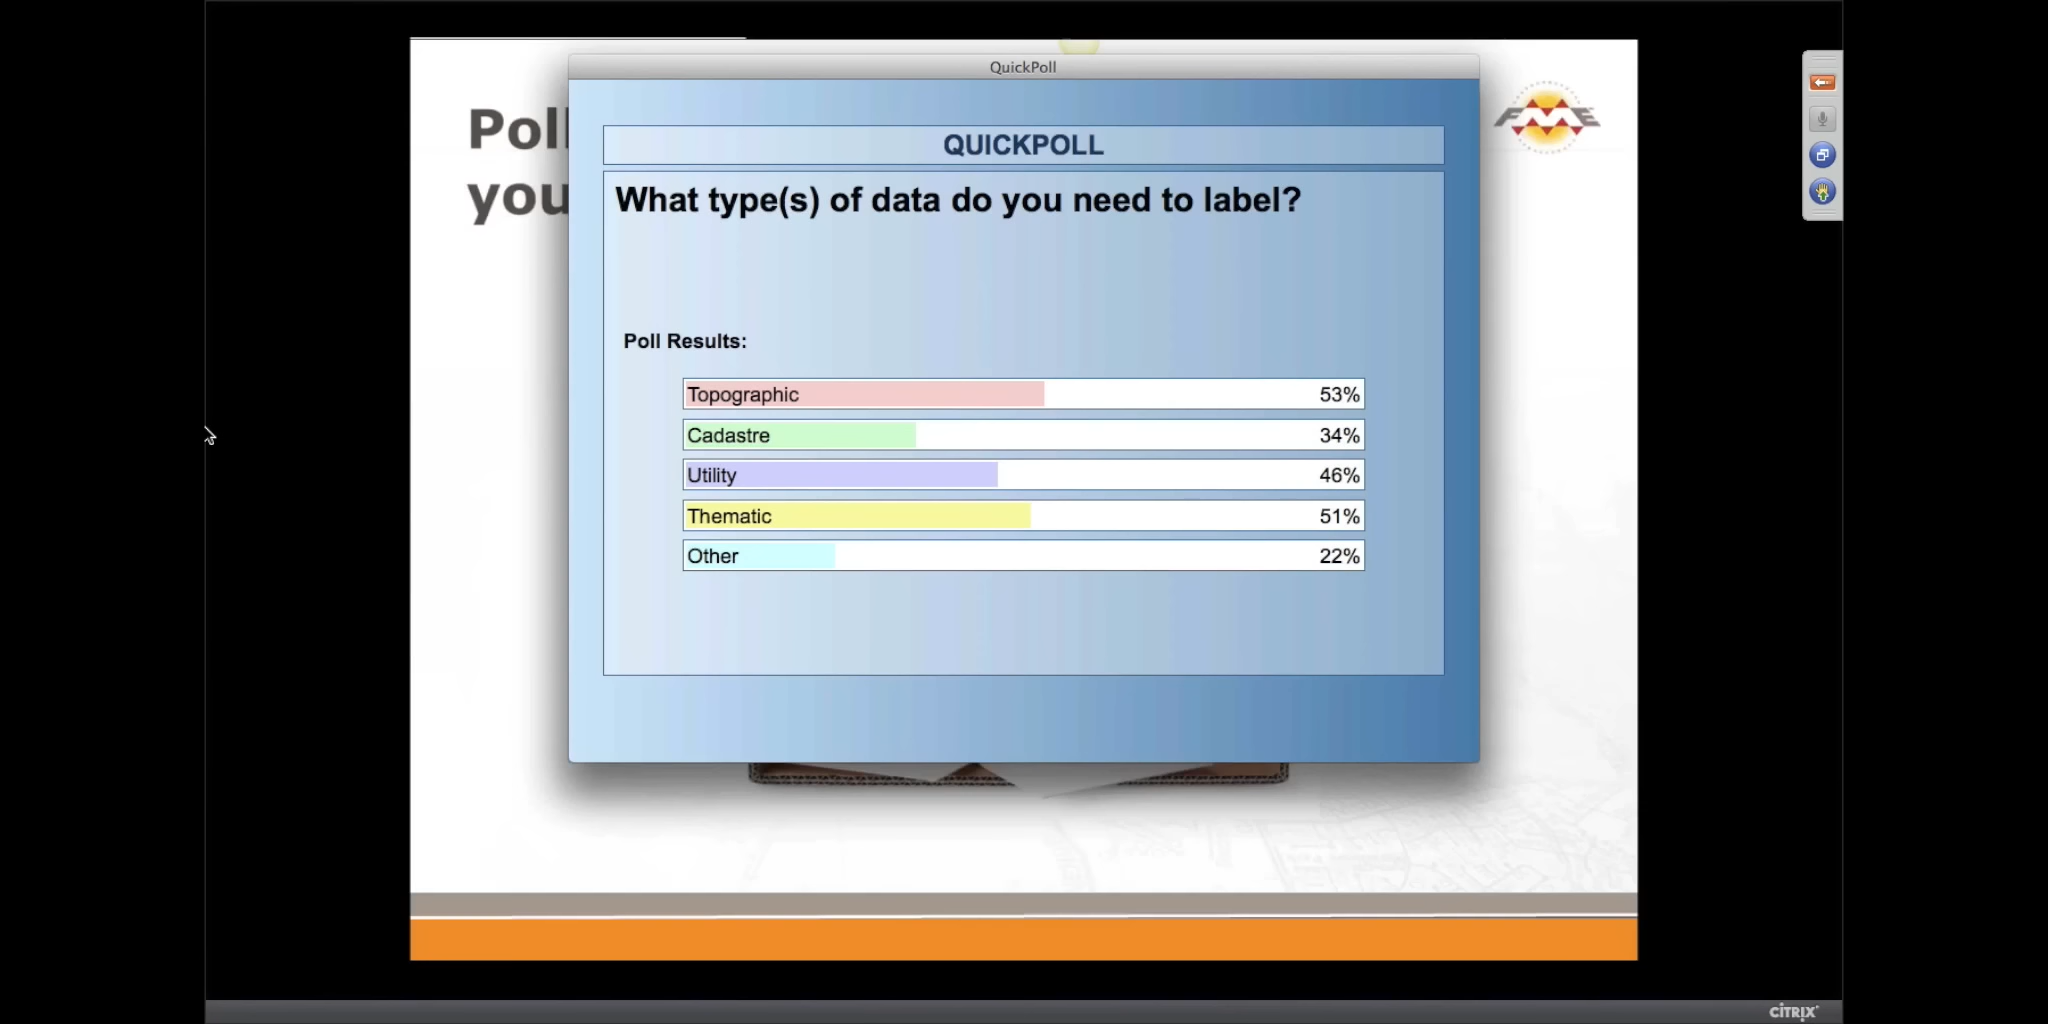 QuickPoll
Poll
you
FME
QUICKPOLL
What type(s) of data do you need to label?
Poll Results:
Topographic 53%
Cadastre 34%
Utility 46%
Thematic 51%
Other 22%
CITRIX